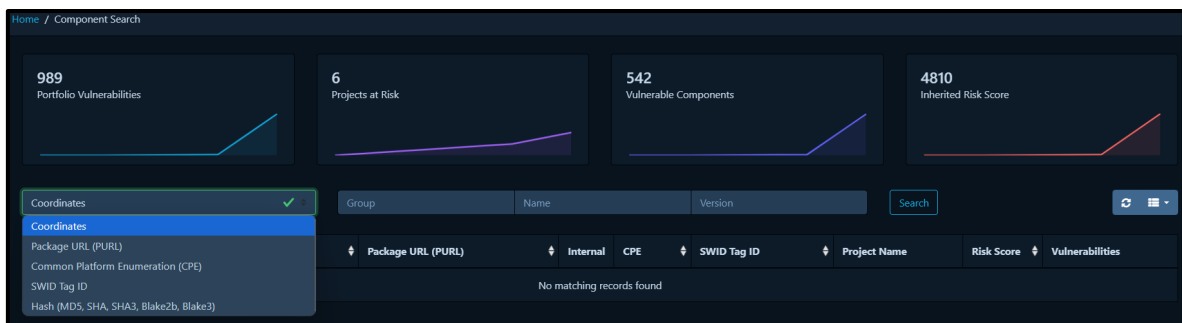 Home / Component Search
989
Portfolio Vulnerabilities
6
Projects at Risk
542
Vulnerable Components
4810
Inherited Risk Score
Coordinates
Group Name Version Search
Coordinates
Package URL (PURL)
Common Platform Enumeration (CPE)
SWID Tag ID
Hash (MD5, SHA, SHA3, Blake2b, Blake3)
Package URL (PURL) Internal CPE SWID Tag ID Project Name Risk Score Vulnerabilities
No matching records found